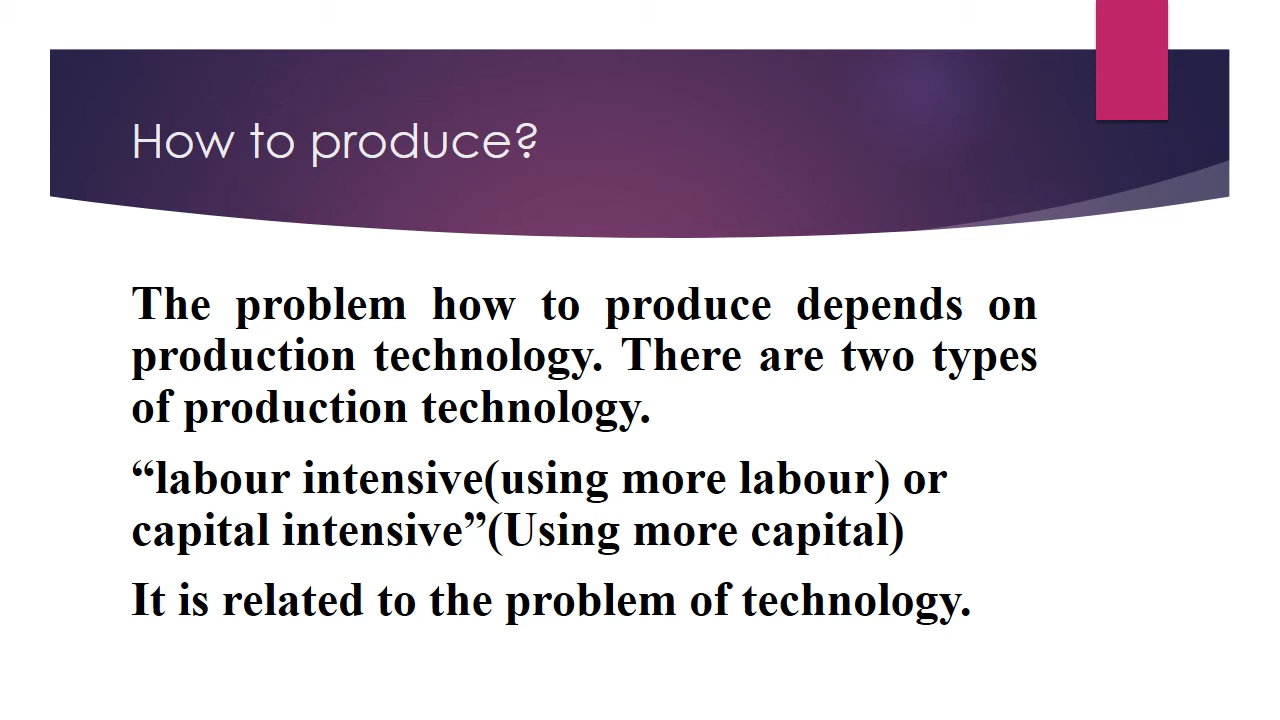 How to produce?
The problem how to produce depends on
production technology. There are two types
of production technology.
“labour intensive(using more labour) or
capital intensive”(Using more capital)
It is related to the problem of technology.